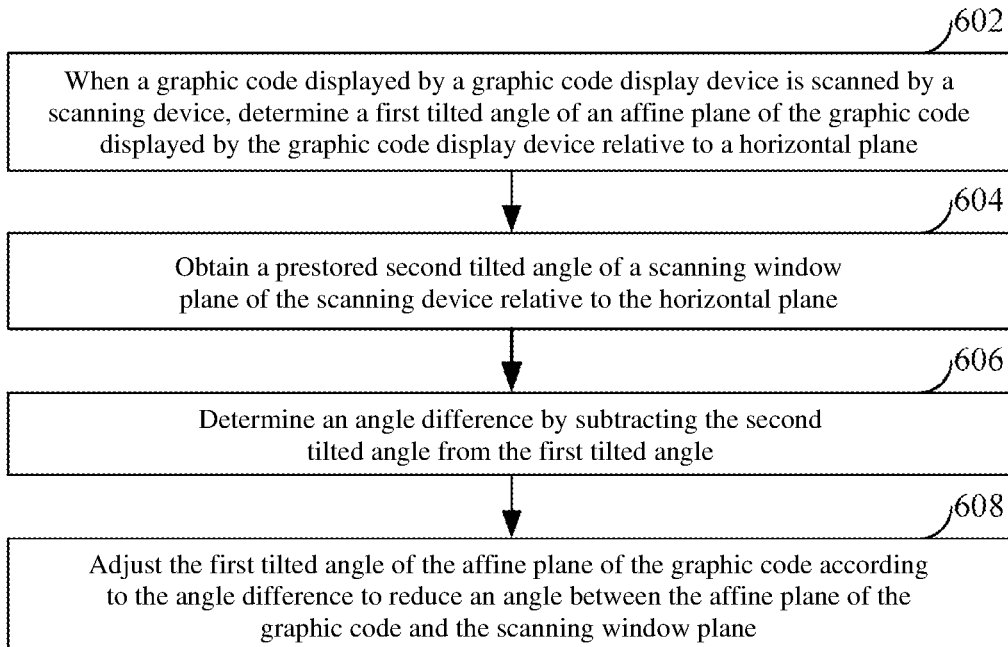 602
When a graphic code displayed by a graphic code display device is scanned by a
scanning device, determine a first tilted angle of an affine plane of the graphic code
displayed by the graphic code display device relative to a horizontal plane
604
Obtain a prestored second tilted angle of a scanning window
plane of the scanning device relative to the horizontal plane
606
Determine an angle difference by subtracting the second
tilted angle from the first tilted angle
608
Adjust the first tilted angle of the affine plane of the graphic code according
to the angle difference to reduce an angle between the affine plane of the
graphic code and the scanning window plane